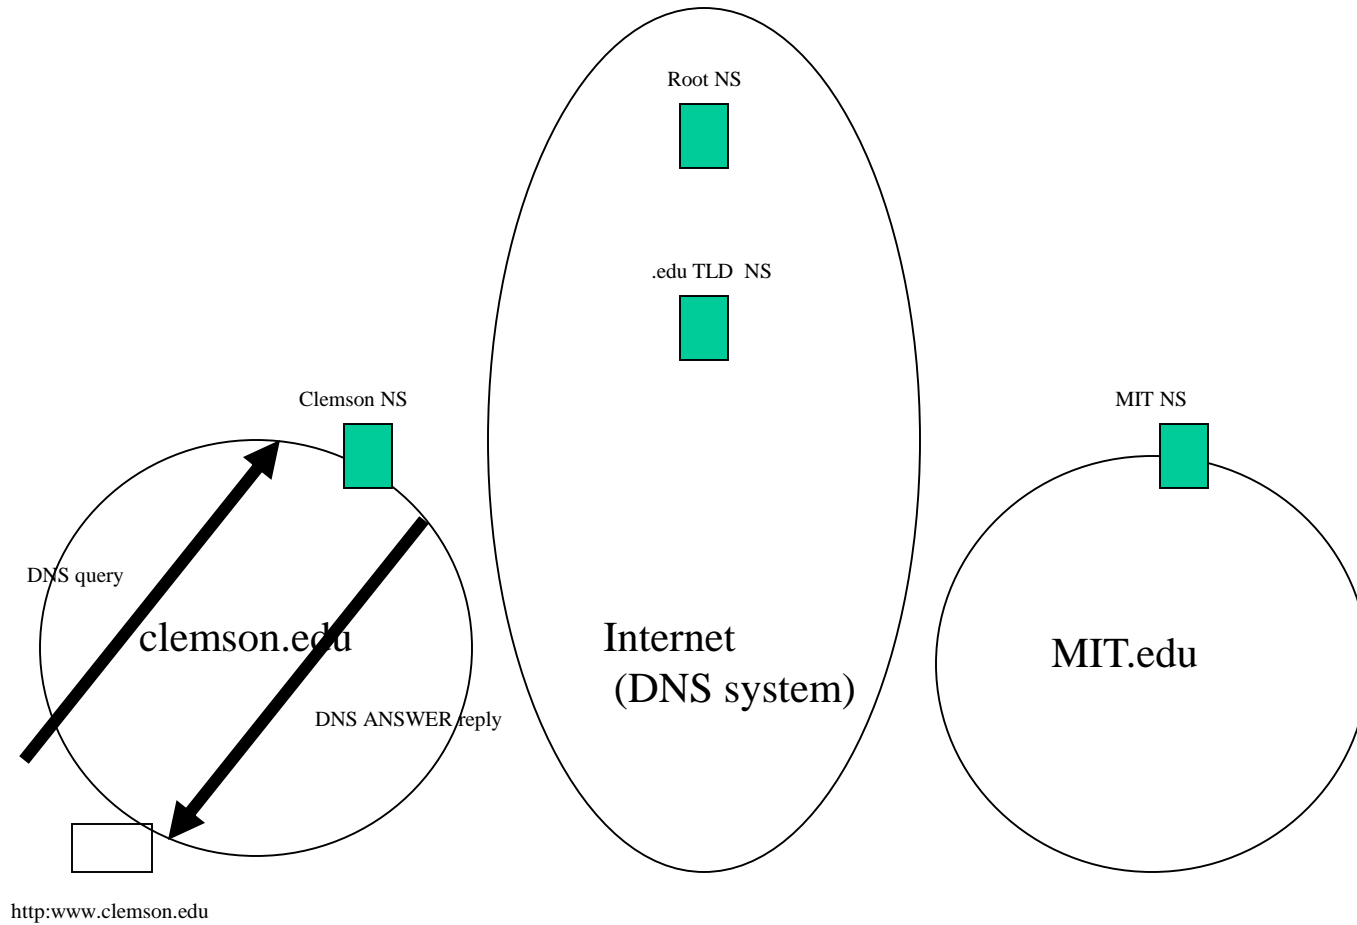 Root NS
.edu TLD  NS
Clemson NS
MIT NS
DNS query
clemson.edu
Internet
(DNS system)
MIT.edu
DNS ANSWER reply
http:www.clemson.edu